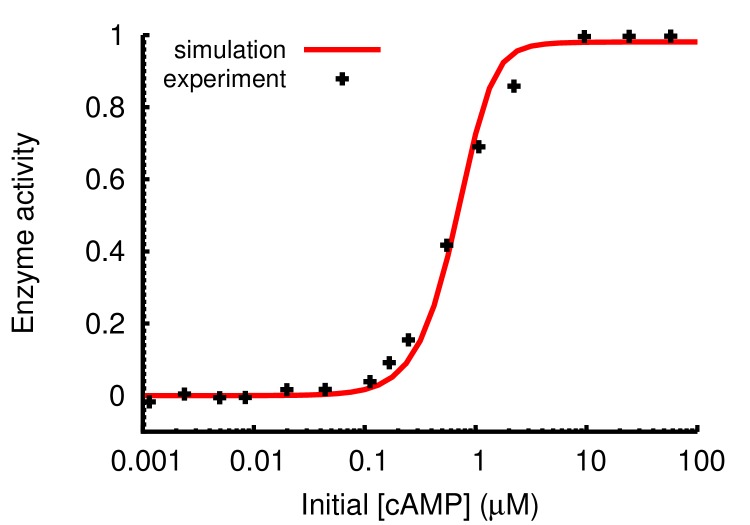 1
0.8
0.6
0.4
0.2
0
simulation
experiment
Enzyme activity
0.001 0.01 0.1 1 10 100
Initial [cAMP] (μM)